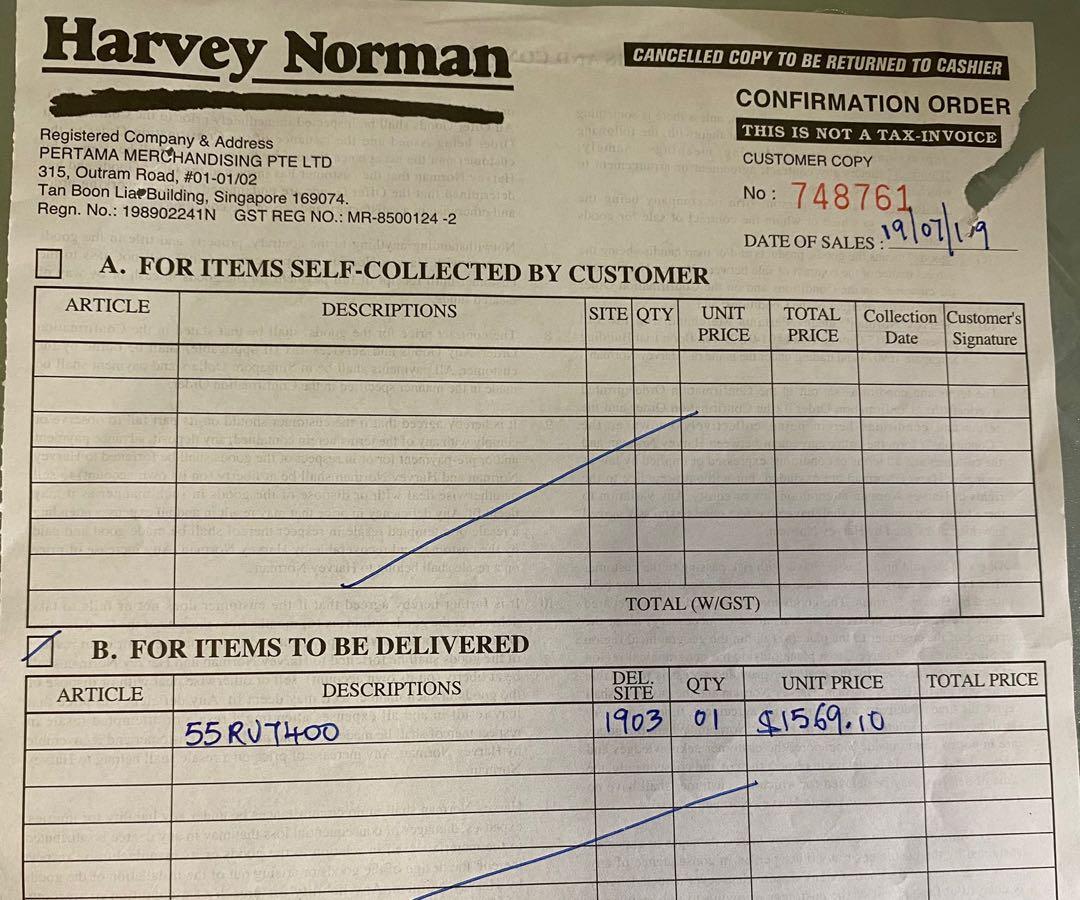 Harvey Norman
CANCELLED COPY TO BE RETURNED TO CASHIER
CONFIRMATION ORDER
THIS IS NOT A TAX-INVOICE
CUSTOMER COPY
No : 748761
DATE OF SALES : 19/07/19
Registered Company & Address
PERTAMA MERCHANDISING PTE LTD
315, Outram Road, #01-01/02
Tan Boon Liat Building, Singapore 169074.
Regn. No.: 198902241N GST REG NO.: MR-8500124 -2
A. FOR ITEMS SELF-COLLECTED BY CUSTOMER
ARTICLE DESCRIPTIONS SITE QTY UNIT PRICE TOTAL PRICE Collection Date Customer's Signature
TOTAL (W/GST)
B. FOR ITEMS TO BE DELIVERED
ARTICLE DESCRIPTIONS DEL. SITE QTY UNIT PRICE TOTAL PRICE
55RU7400 1903 01 $1569.10